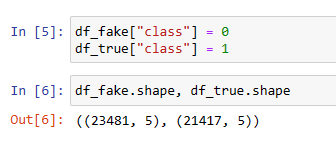 In [5]: df_fake["class"] = 0
df_true["class"] = 1
In [6]: df_fake.shape, df_true.shape
Out[6]: ((23481, 5), (21417, 5))